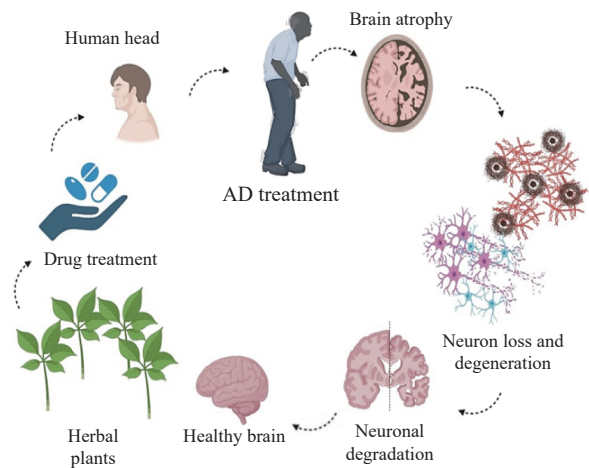 Brain atrophy
Human head
AD treatment
Drug treatment
Neuron loss and
degeneration
Healthy brain
Neuronal
degradation
Herbal
plants